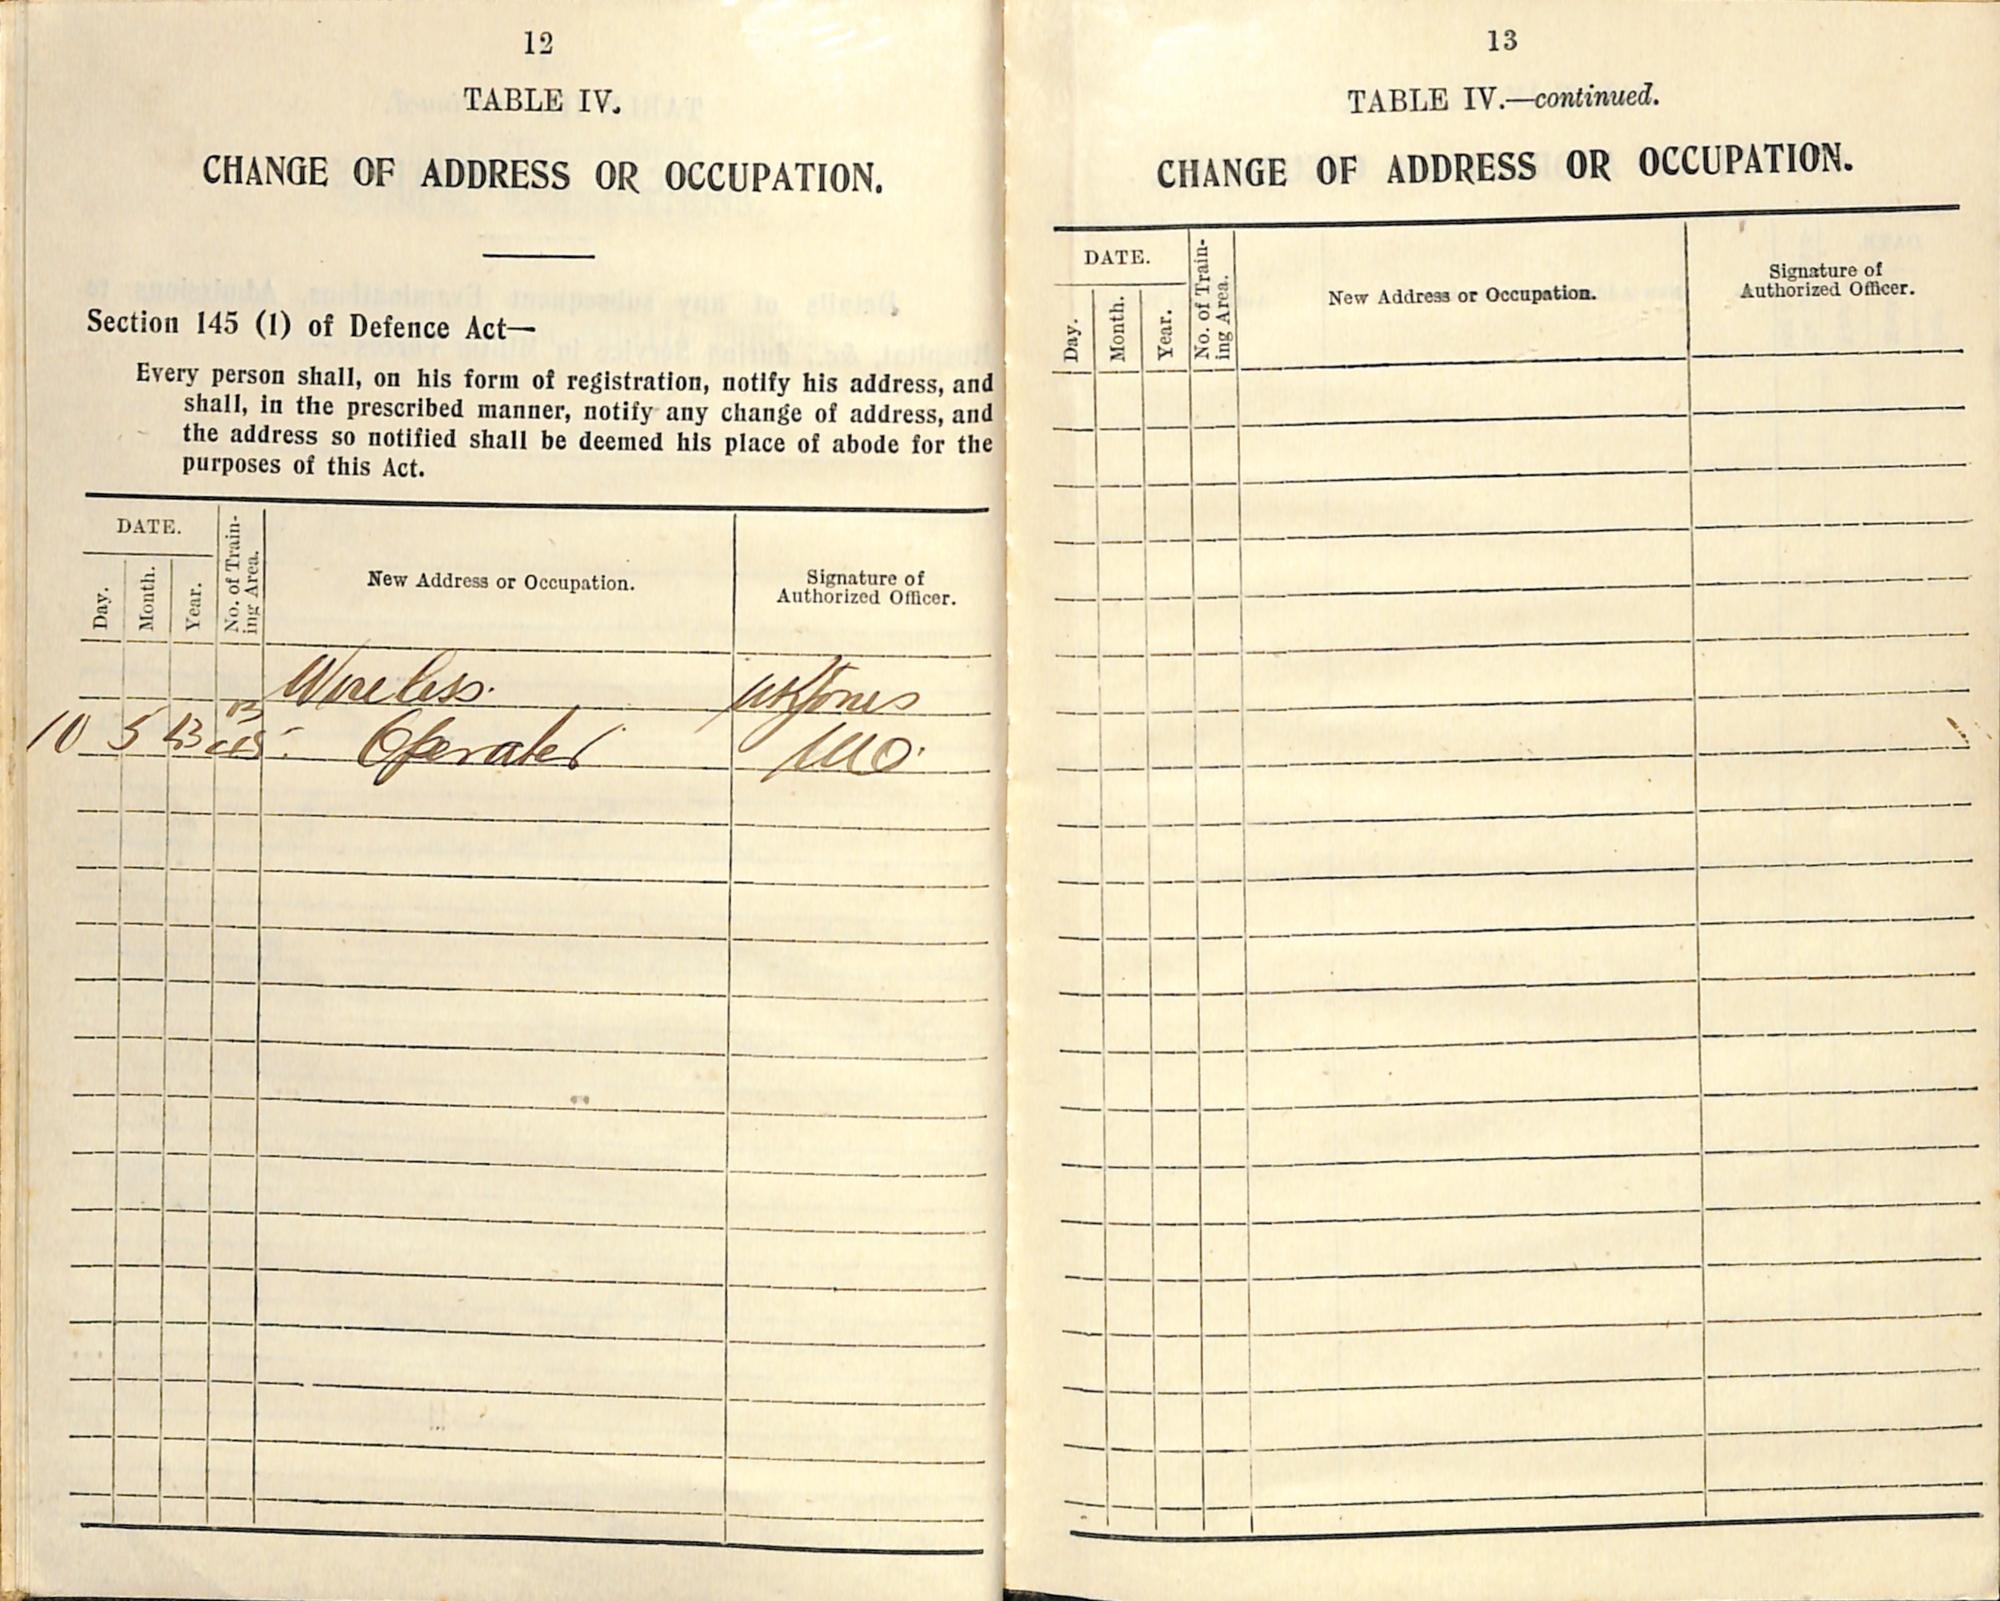 12
TABLE IV.
CHANGE OF ADDRESS OR OCCUPATION.
Section 145 (1) of Defence Act—
Every person shall, on his form of registration, notify his address, and
shall, in the prescribed manner, notify any change of address, and
the address so notified shall be deemed his place of abode for the
purposes of this Act.
DATE.
Day.
Month.
Year.
No. of Train-
ing Area.
New Address or Occupation.
Signature of
Authorized Officer.
Wireless.
10 5 23 Operator
13
TABLE IV.—continued.
CHANGE OF ADDRESS OR OCCUPATION.
DATE.
Day.
Month.
Year.
No. of Train-
ing Area.
New Address or Occupation.
Signature of
Authorized Officer.